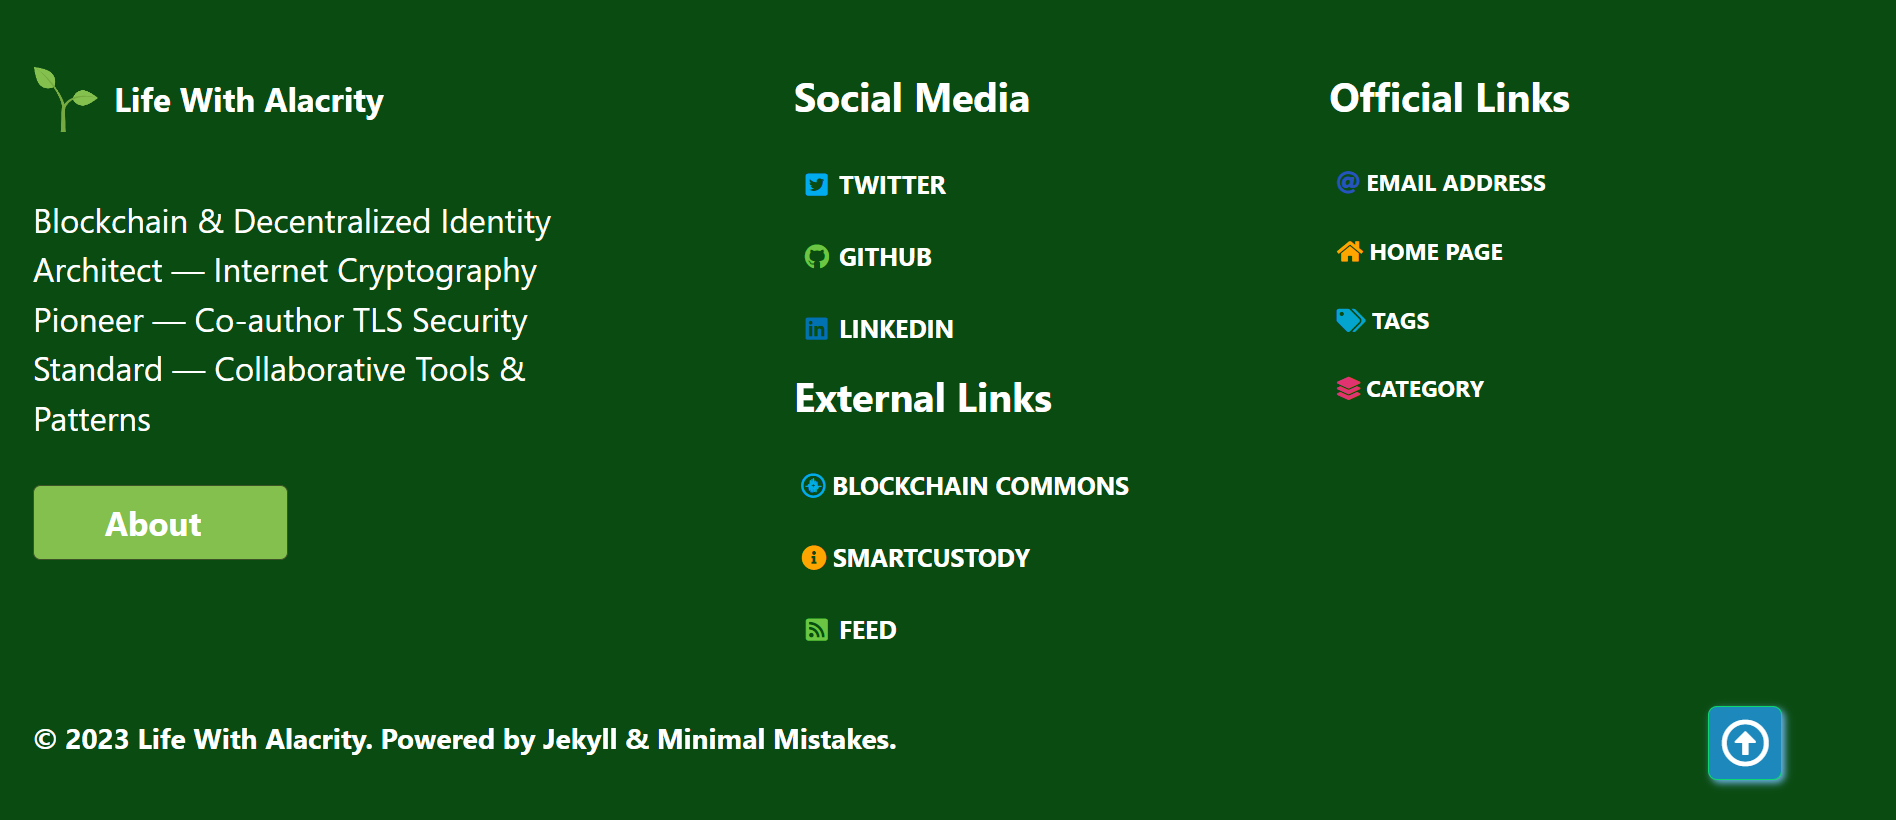 Life With Alacrity
Blockchain & Decentralized Identity
Architect — Internet Cryptography
Pioneer — Co-author TLS Security
Standard — Collaborative Tools &
Patterns
About
Social Media
TWITTER
GITHUB
LINKEDIN
External Links
BLOCKCHAIN COMMONS
SMARTCUSTODY
FEED
Official Links
EMAIL ADDRESS
HOME PAGE
TAGS
CATEGORY
© 2023 Life With Alacrity. Powered by Jekyll & Minimal Mistakes.